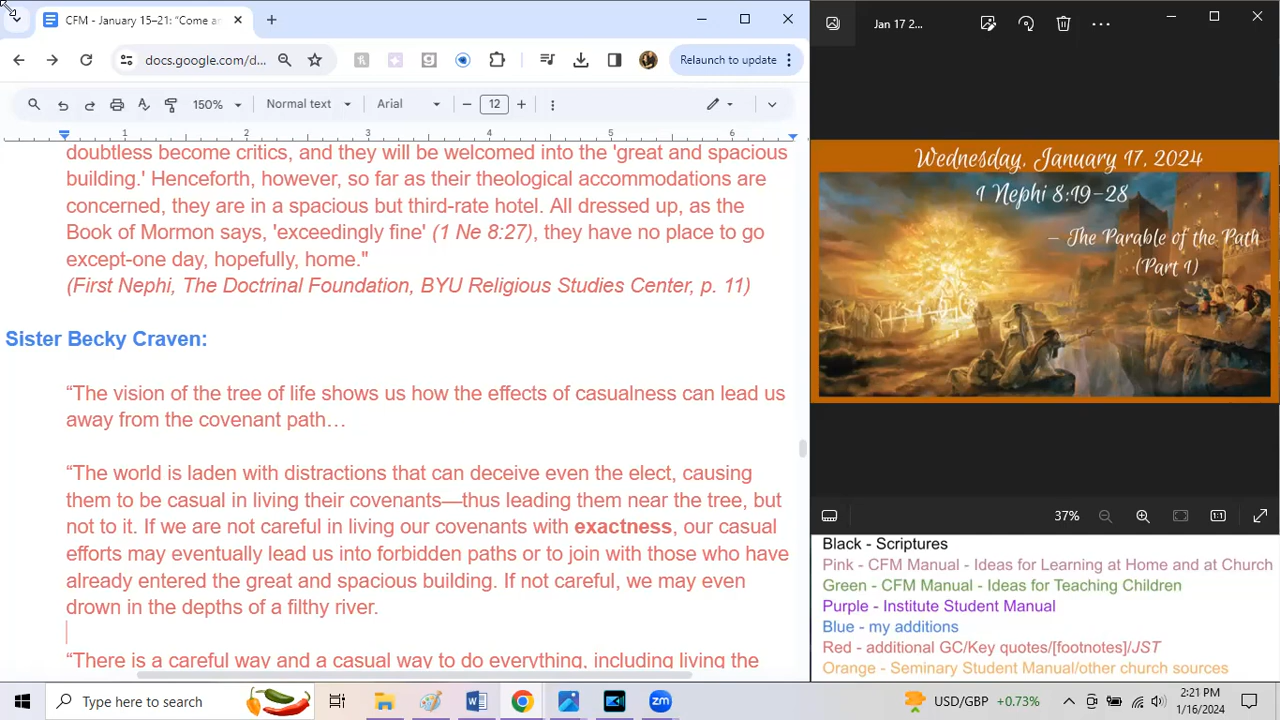 CFM - January 15–21: “Come an
docs.google.com/d...
Relaunch to update
150%
Normal text
Arial
12
1 2 3 4 5 6
doubtless become critics, and they will be welcomed into the 'great and spacious
building.' Henceforth, however, so far as their theological accommodations are
concerned, they are in a spacious but third-rate hotel. All dressed up, as the
Book of Mormon says, 'exceedingly fine' (1 Ne 8:27), they have no place to go
except-one day, hopefully, home."
(First Nephi, The Doctrinal Foundation, BYU Religious Studies Center, p. 11)
Sister Becky Craven:
“The vision of the tree of life shows us how the effects of casualness can lead us
away from the covenant path…
“The world is laden with distractions that can deceive even the elect, causing
them to be casual in living their covenants—thus leading them near the tree, but
not to it. If we are not careful in living our covenants with exactness, our casual
efforts may eventually lead us into forbidden paths or to join with those who have
already entered the great and spacious building. If not careful, we may even
drown in the depths of a filthy river.
“There is a careful way and a casual way to do everything, including living the
Jan 17 2...
Wednesday, January 17, 2024
1 Nephi 8:19-28
– The Parable of the Path
(Part 1)
37%
Black - Scriptures
Pink - CFM Manual - Ideas for Learning at Home and at Church
Green - CFM Manual - Ideas for Teaching Children
Purple - Institute Student Manual
Blue - my additions
Red - additional GC/Key quotes/[footnotes]/JST
Orange - Seminary Student Manual/other church sources
Type here to search
USD/GBP +0.73%
2:21 PM
1/16/2024